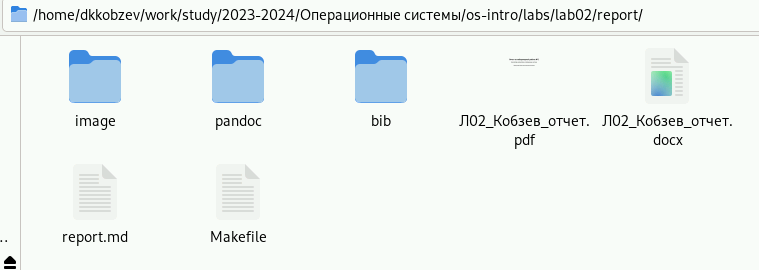 /home/dkkobzev/work/study/2023-2024/Операционные системы/os-intro/labs/lab02/report/
image
pandoc
bib
Л02_Кобзев_отчет.
pdf
Л02_Кобзев_отчет.
docx
report.md
Makefile
..